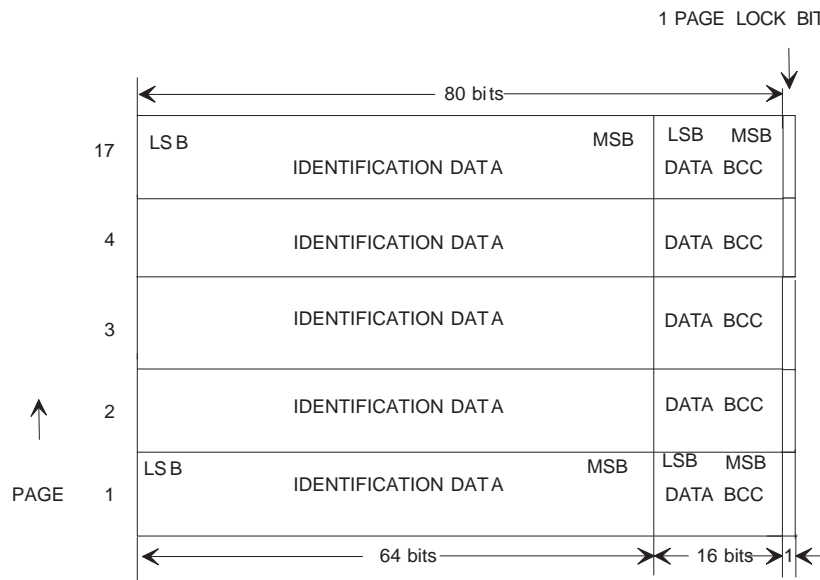 1 PAGE LOCK BIT
80 bits
17 LSB MSB LSB MSB
IDENTIFICATION DATA DATA BCC
4 IDENTIFICATION DATA DATA BCC
3 IDENTIFICATION DATA DATA BCC
2 IDENTIFICATION DATA DATA BCC
LSB MSB LSB MSB
PAGE 1 IDENTIFICATION DATA DATA BCC
64 bits 16 bits 1